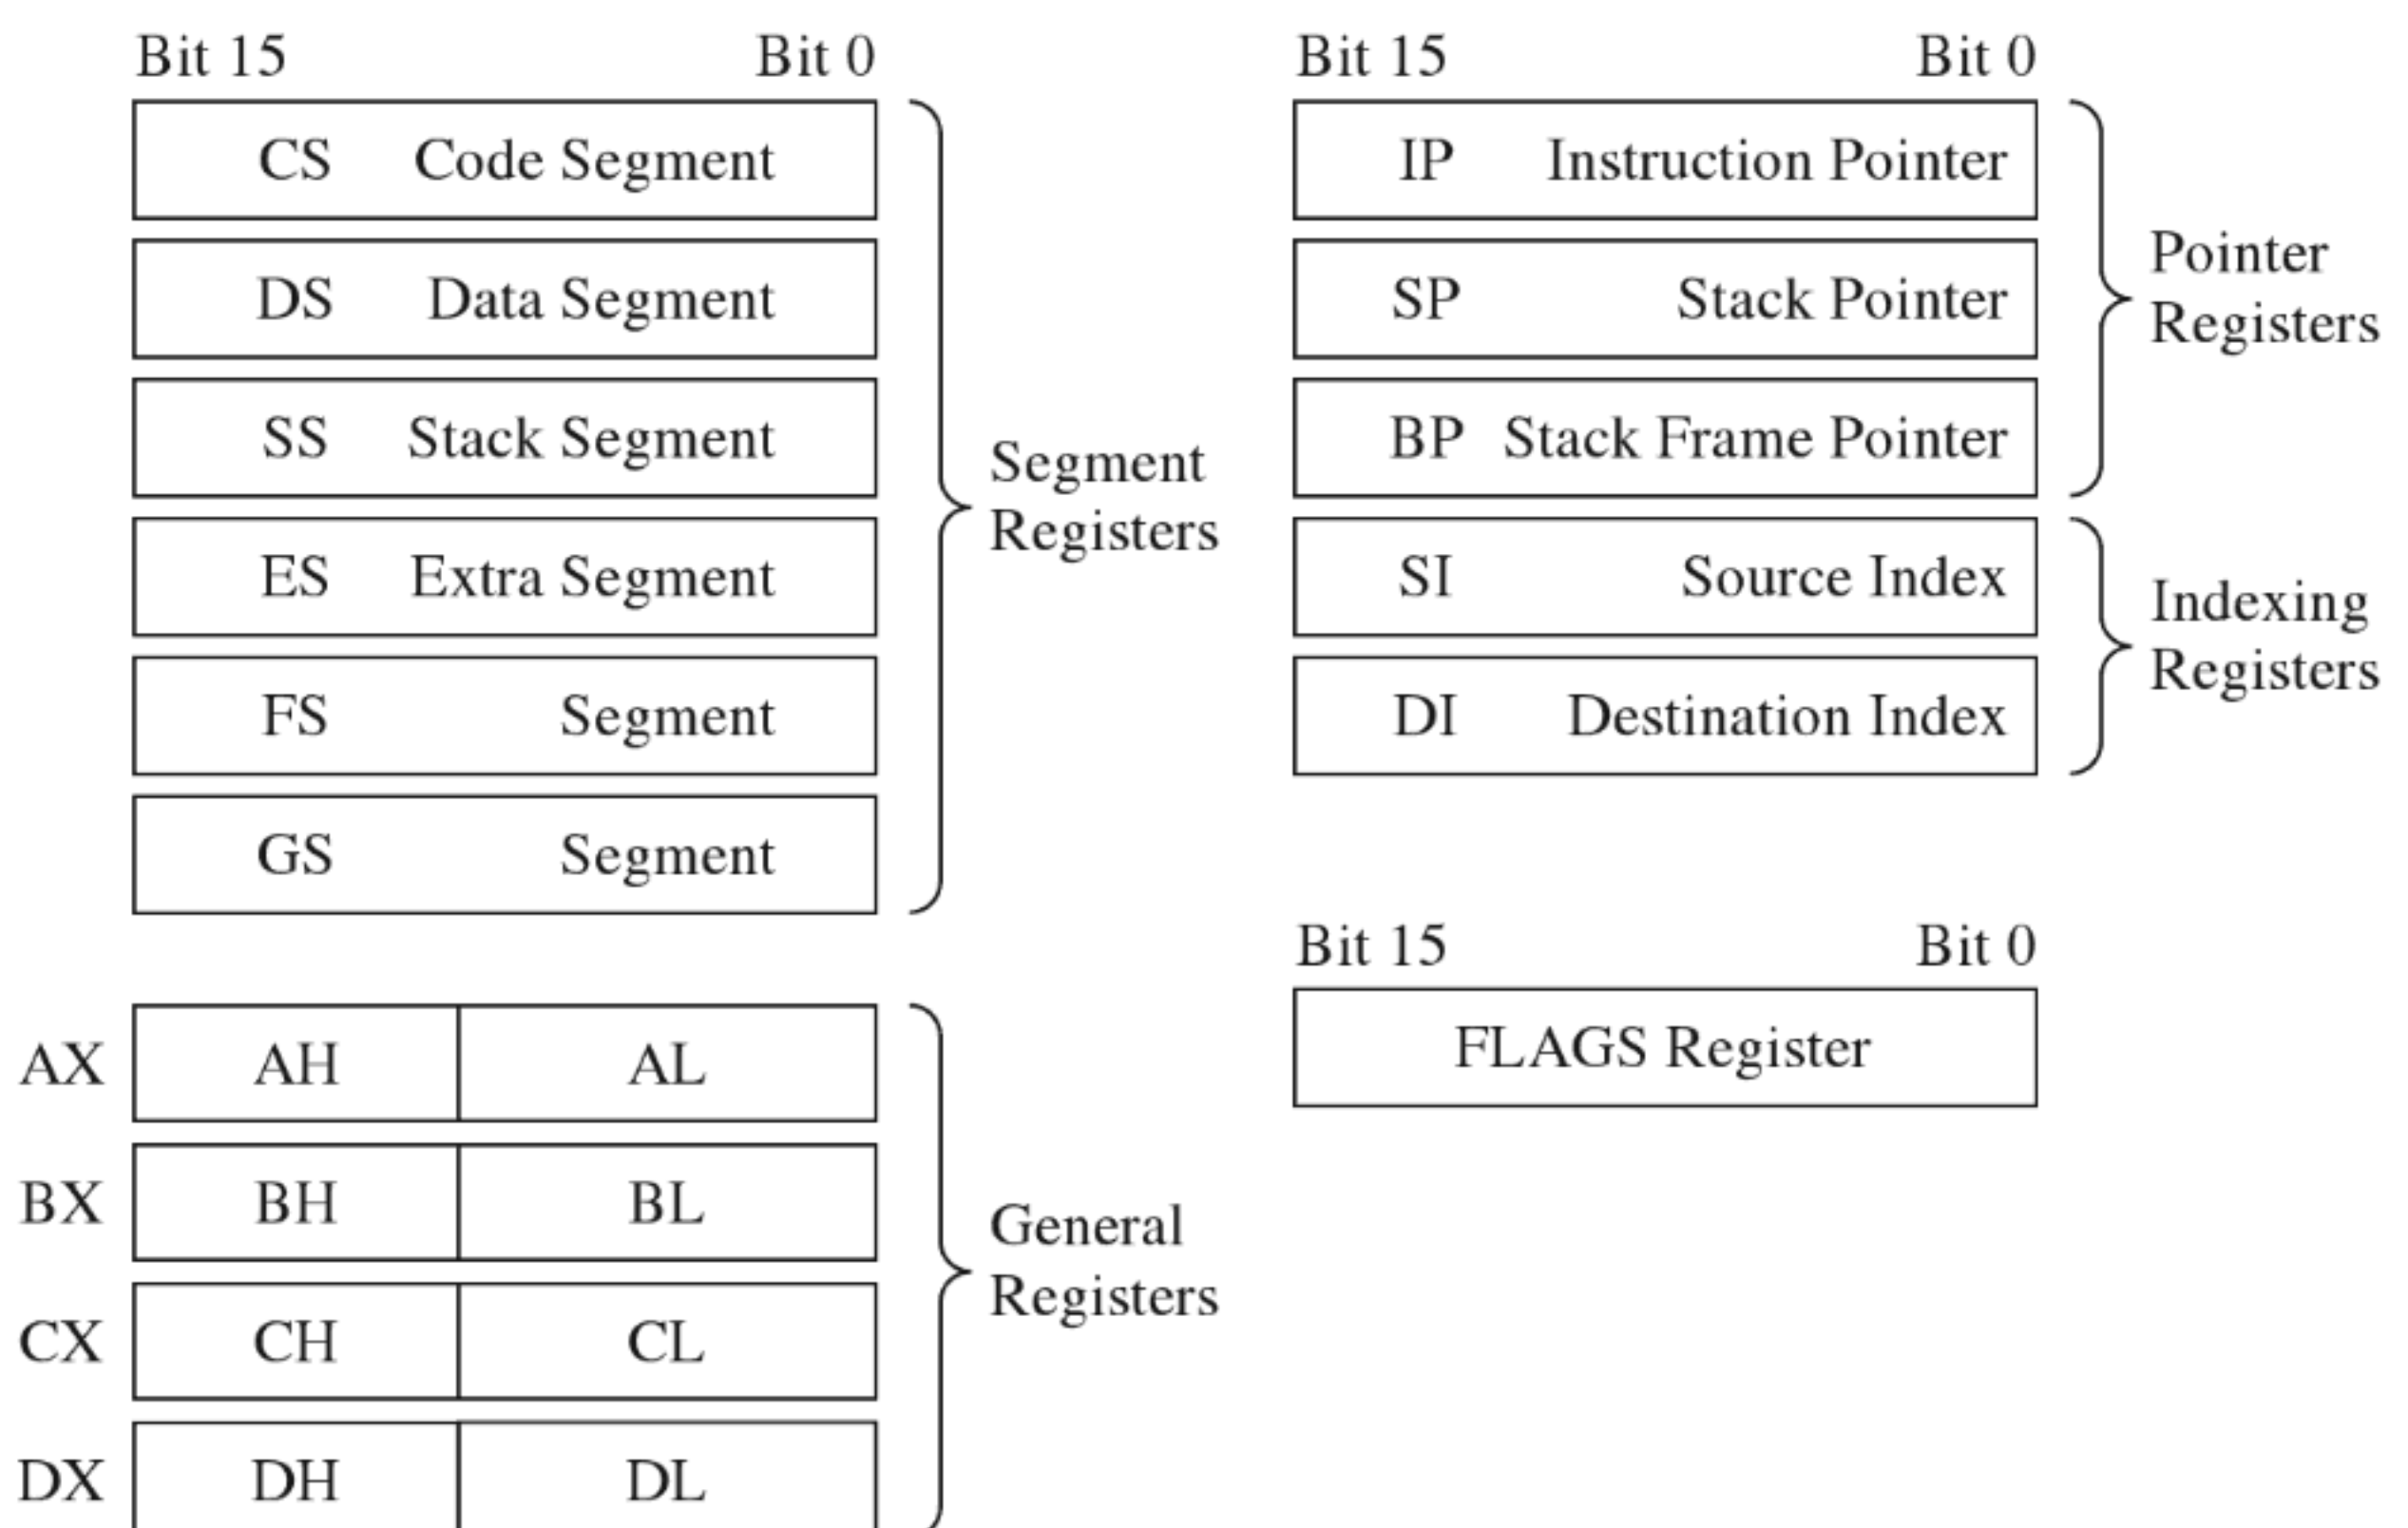 Bit 15 Bit 0
CS Code Segment
DS Data Segment
SS Stack Segment
ES Extra Segment
FS Segment
GS Segment
Segment
Registers
AX AH AL
BX BH BL
CX CH CL
DX DH DL
General
Registers
Bit 15 Bit 0
IP Instruction Pointer
SP Stack Pointer
BP Stack Frame Pointer
Pointer
Registers
SI Source Index
DI Destination Index
Indexing
Registers
Bit 15 Bit 0
FLAGS Register